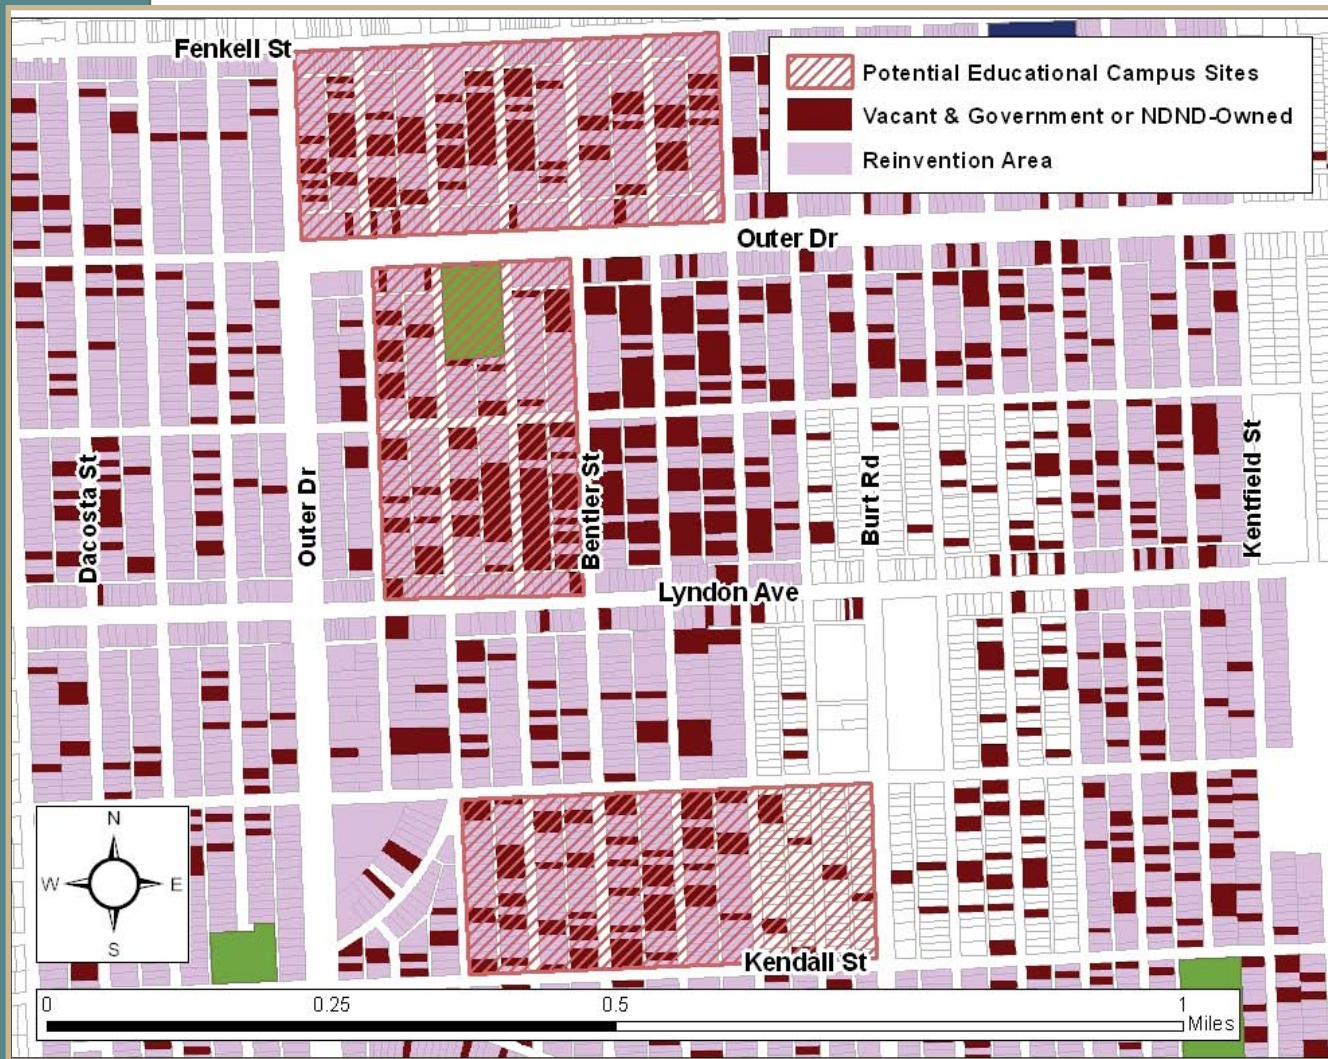 Fenkell St
Potential Educational Campus Sites
Vacant & Government or NDND-Owned
Reinvention Area
Outer Dr
Dacosta St
Outer Dr
Bentler St
Burt Rd
Kentfield St
Lyndon Ave
N
W E
S
Kendall St
0 0.25 0.5 1
Miles